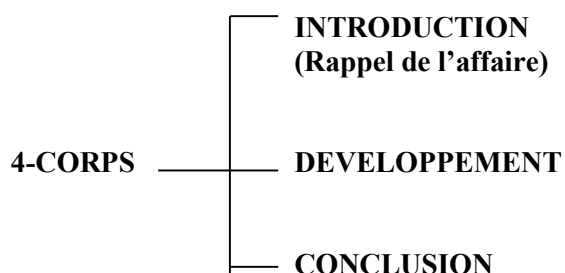 INTRODUCTION
(Rappel de l’affaire)
4-CORPS
DEVELOPPEMENT
CONCLUSION